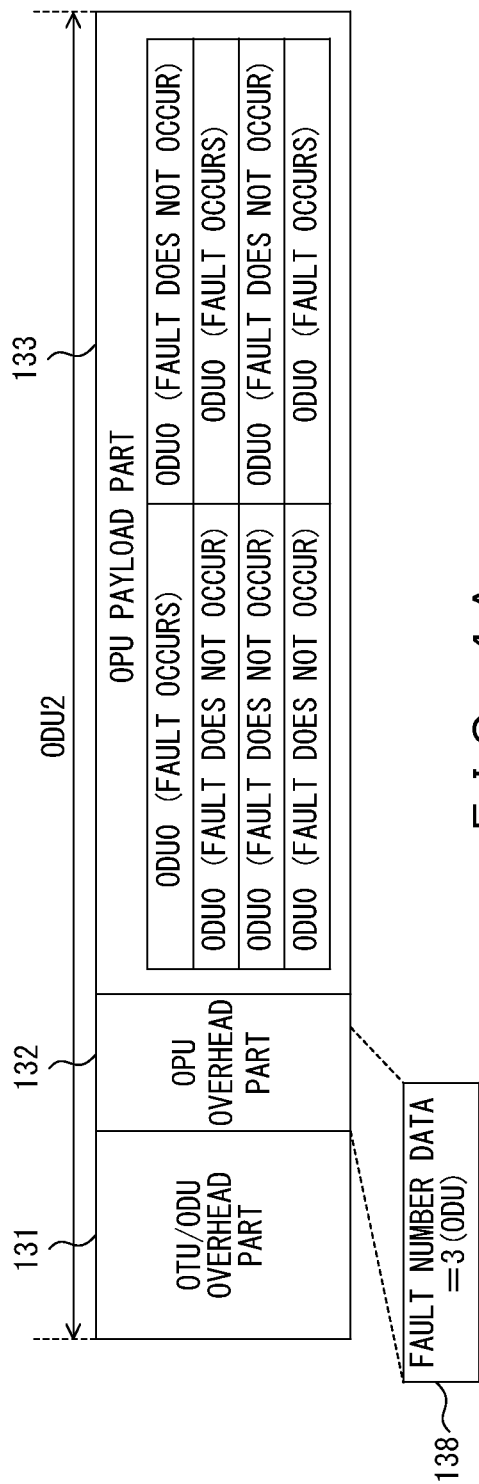 ODU2
131
132
133
OTU/ODU
OVERHEAD
PART
OPU
OVERHEAD
PART
OPU PAYLOAD PART
ODU0 (FAULT OCCURS)
ODU0 (FAULT DOES NOT OCCUR)
ODU0 (FAULT DOES NOT OCCUR)
ODU0 (FAULT OCCURS)
ODU0 (FAULT DOES NOT OCCUR)
ODU0 (FAULT DOES NOT OCCUR)
ODU0 (FAULT DOES NOT OCCUR)
ODU0 (FAULT OCCURS)
138
FAULT NUMBER DATA
=3(ODU)
FIG. 4A